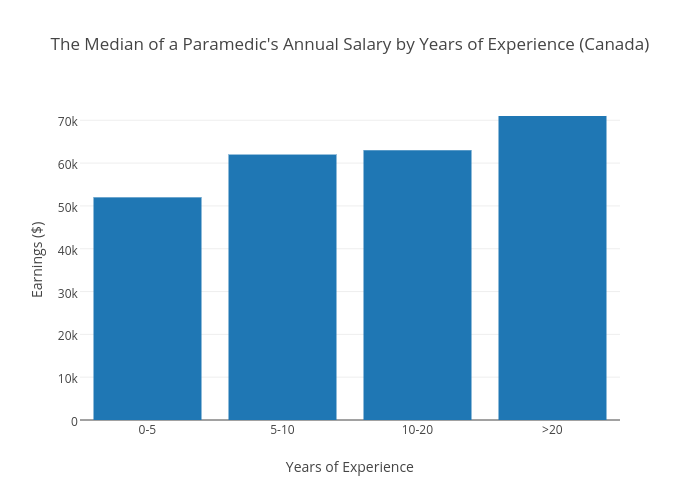 The Median of a Paramedic's Annual Salary by Years of Experience (Canada)
70k
60k
50k
40k
30k
20k
10k
0
Earnings ($)
0-5 5-10 10-20 >20
Years of Experience